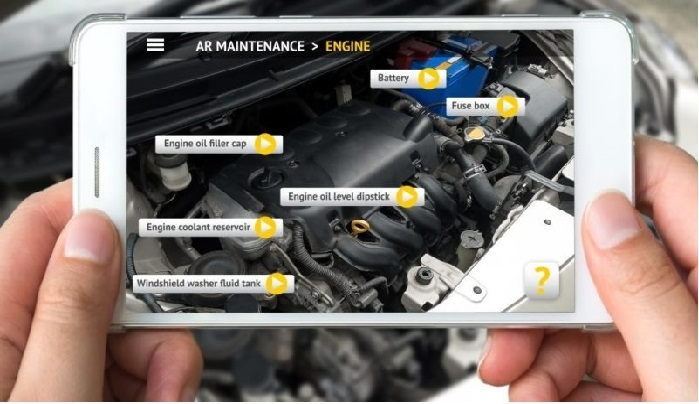 AR MAINTENANCE > ENGINE
Battery
Fuse box
Engine oil filler cap
Engine oil level dipstick
Engine coolant reservoir
Windshield washer fluid tank
?